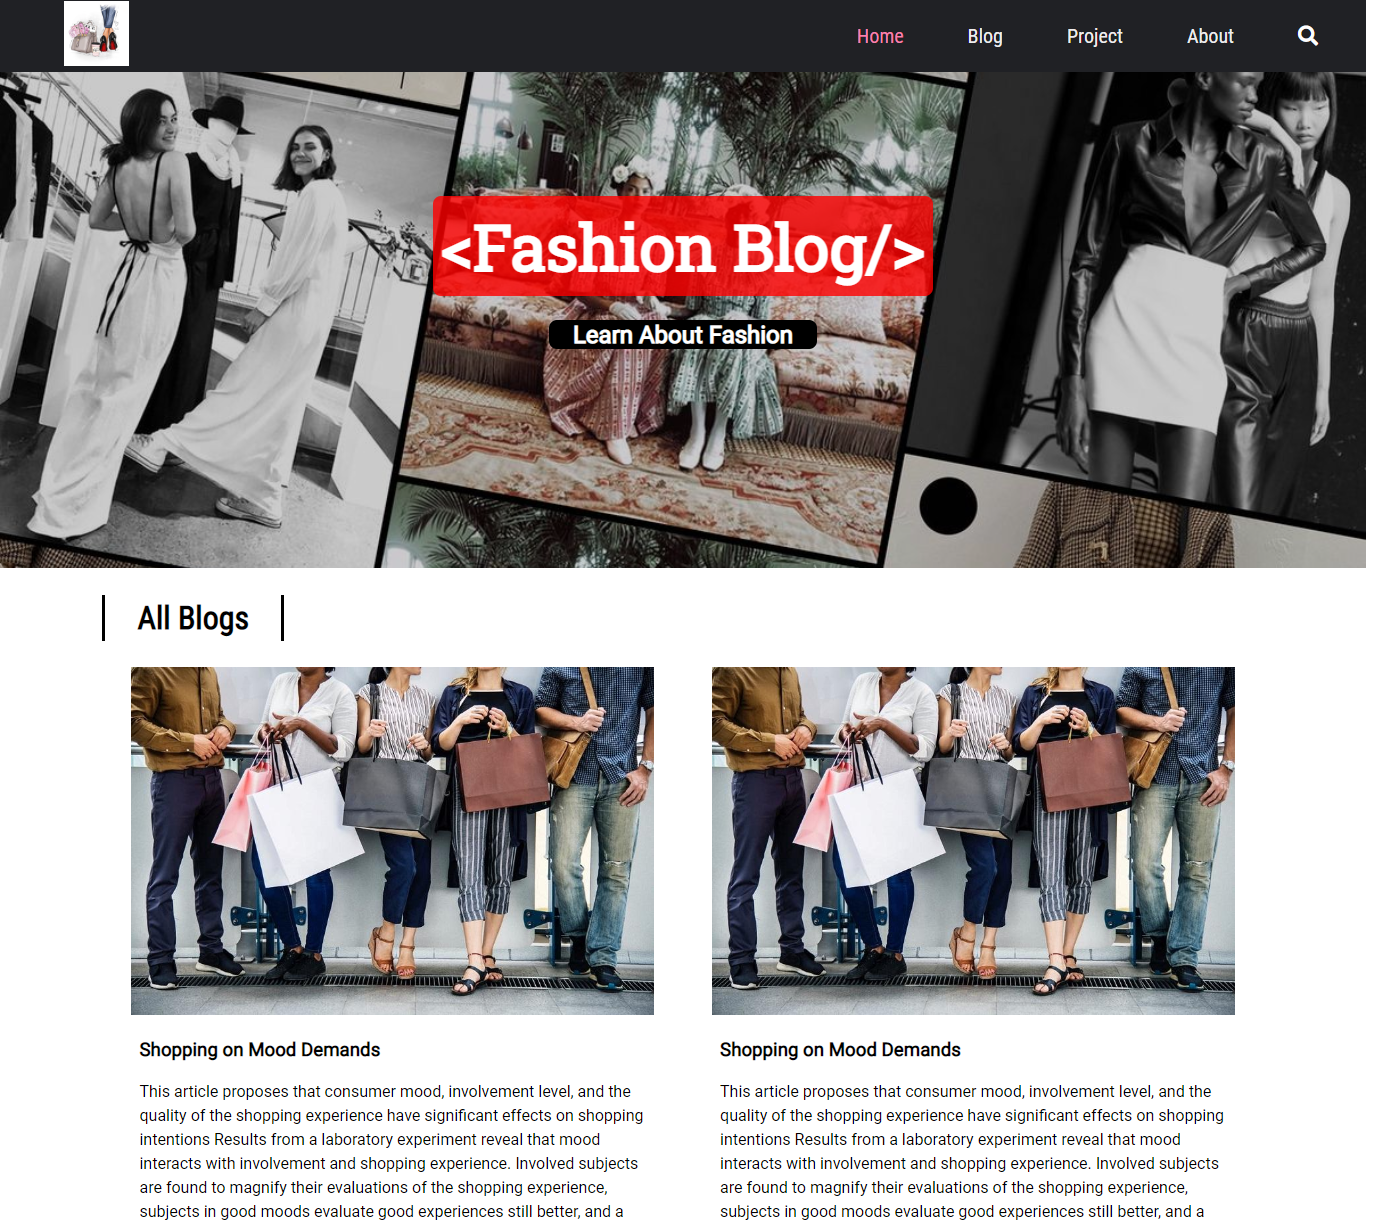 Home Blog Project About
<Fashion Blog/>
Learn About Fashion
All Blogs
Shopping on Mood Demands
This article proposes that consumer mood, involvement level, and the
quality of the shopping experience have significant effects on shopping
intentions Results from a laboratory experiment reveal that mood
interacts with involvement and shopping experience. Involved subjects
are found to magnify their evaluations of the shopping experience,
subjects in good moods evaluate good experiences still better, and a
Shopping on Mood Demands
This article proposes that consumer mood, involvement level, and the
quality of the shopping experience have significant effects on shopping
intentions Results from a laboratory experiment reveal that mood
interacts with involvement and shopping experience. Involved subjects
are found to magnify their evaluations of the shopping experience,
subjects in good moods evaluate good experiences still better, and a